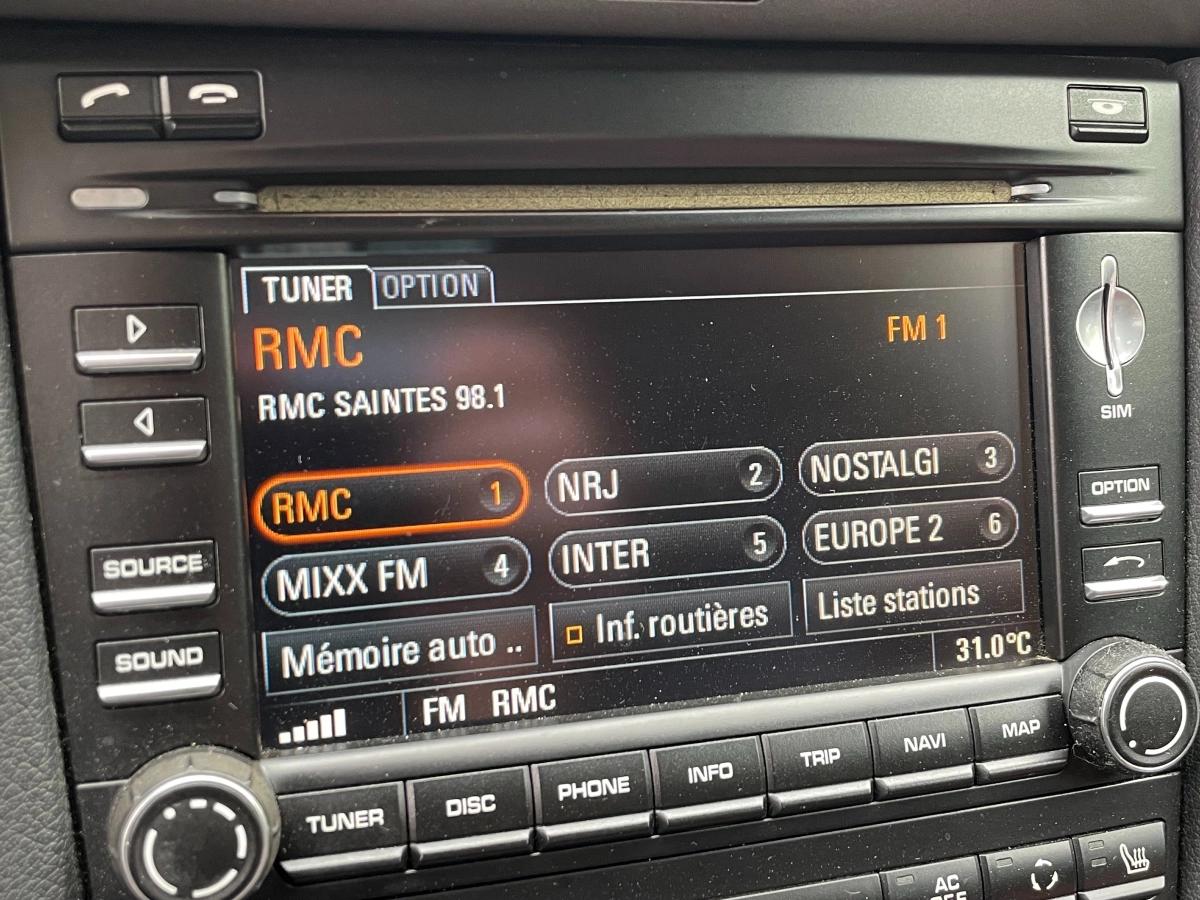 TUNER OPTION
RMC FM 1
RMC SAINTES 98.1
SIM
RMC 1 NRJ 2 NOSTALGI 3
OPTION
MIXX FM 4 INTER 5 EUROPE 2 6
SOURCE
Mémoire auto .. Inf. routières Liste stations
SOUND
FM RMC 31.0°C
TUNER DISC PHONE INFO TRIP NAVI MAP
AC
OFF